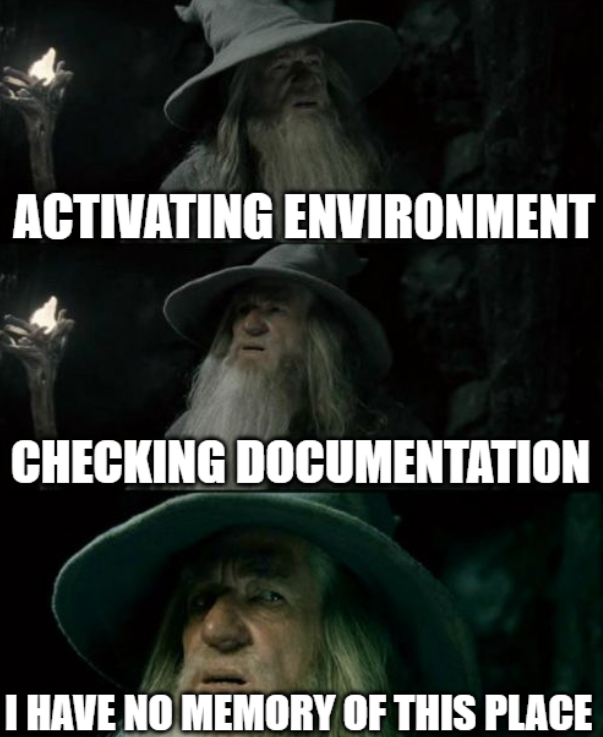 ACTIVATING ENVIRONMENT
CHECKING DOCUMENTATION
I HAVE NO MEMORY OF THIS PLACE